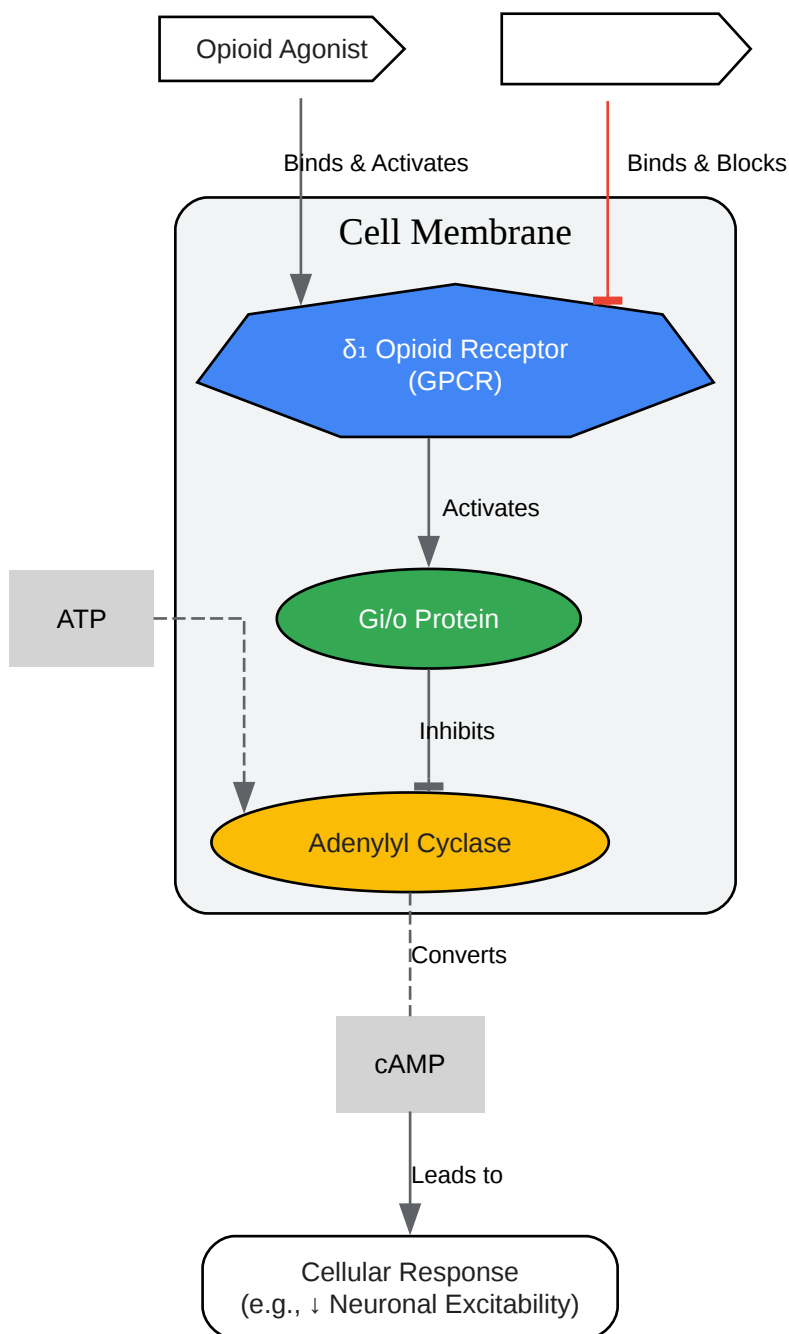 Opioid Agonist
Binds & Activates
Binds & Blocks
Cell Membrane
δ₁ Opioid Receptor
(GPCR)
Activates
ATP
Gi/o Protein
Inhibits
Adenylyl Cyclase
Converts
cAMP
Leads to
Cellular Response
(e.g., ↓ Neuronal Excitability)